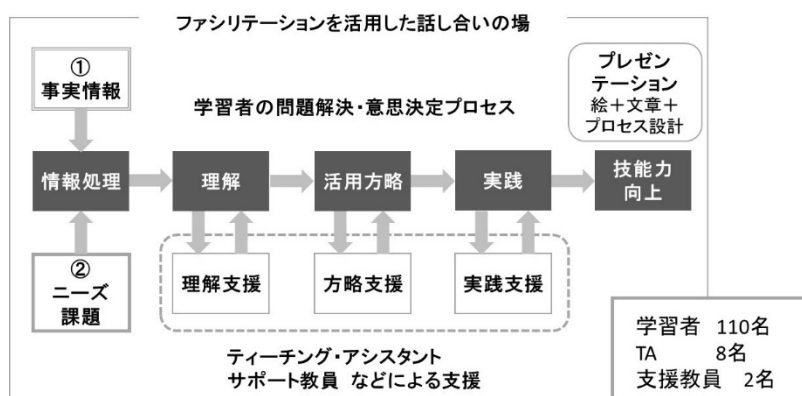 ファシリテーションを活用した話し合いの場
①
事実情報
学習者の問題解決・意思決定プロセス
プレゼン
テーション
絵＋文章＋
プロセス設計
情報処理
理解
活用方略
実践
技能力
向上
②
ニーズ
課題
理解支援
方略支援
実践支援
ティーチング・アシスタント
サポート教員 などによる支援
学習者 110名
TA 8名
支援教員 2名